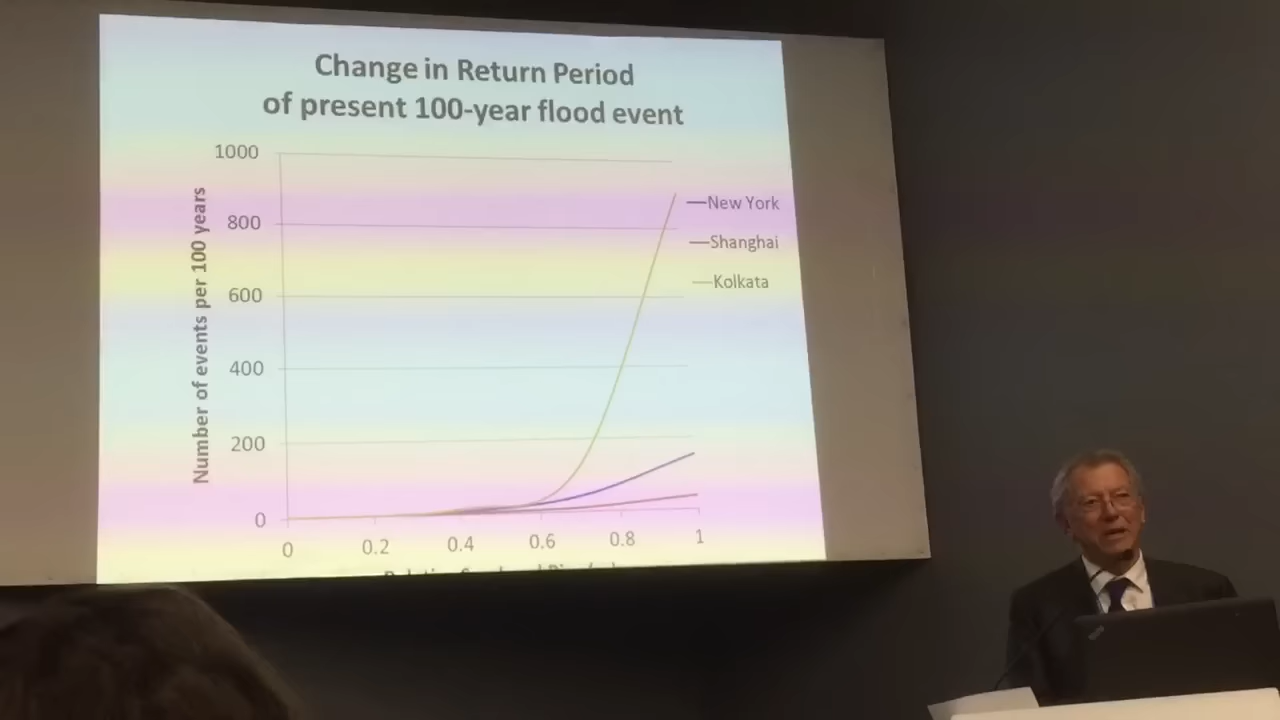 Change in Return Period
of present 100-year flood event
Number of events per 100 years
1000
800
600
400
200
0
0 0.2 0.4 0.6 0.8 1
New York
Shanghai
Kolkata